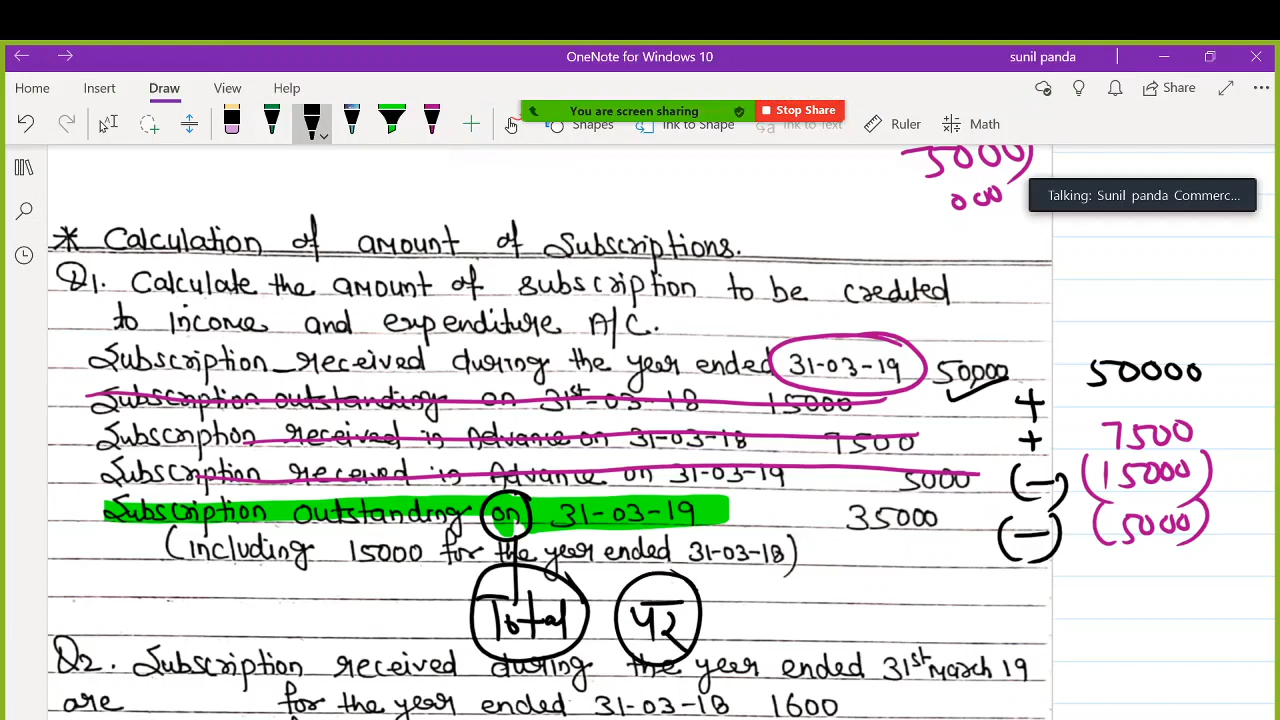 OneNote for Windows 10
sunil panda
Home Insert Draw View Help
You are screen sharing
Stop Share
Share
Shapes
Ink to Shape
Ink to Text
Ruler
Math
Talking: Sunil panda Commerc...
5000)
000
* Calculation of amount of Subscriptions.
Q1. Calculate the amount of subscription to be credited
to Income and expenditure A/C.
Subscription received during the year ended 31-03-19 50,000
Subscription outstanding on 31st-03-18 15000 +
Subscription received in Advance on 31-03-18 7500 +
Subscription received is Advance on 31-03-19 5000 (-)
Subscription outstanding on 31-03-19 35000 (-)
(including 15000 for the year ended 31-03-18)
50000
7500
(15000)
(5000)
Total
पर
Q2. Subscription received during the year ended 31st March 19
are for the year ended 31-03-18 1600